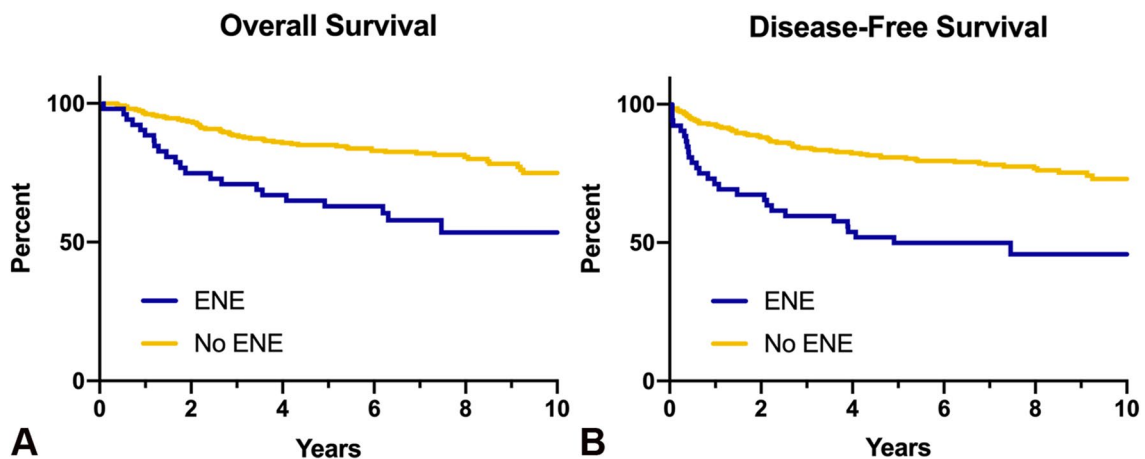 Overall Survival
100
50
0
Percent
ENE
No ENE
0 2 4 6 8 10
Years
A
Disease-Free Survival
100
50
0
Percent
ENE
No ENE
0 2 4 6 8 10
Years
B